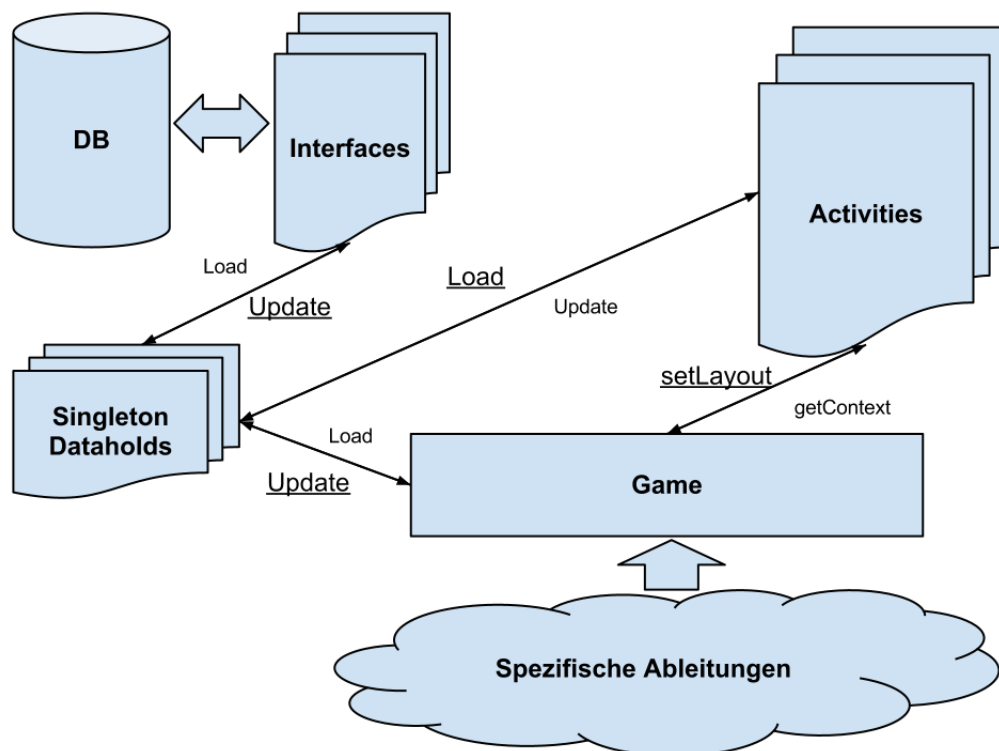 DB
Interfaces
Activities
Load
Update
Load
Update
setLayout
getContext
Singleton
Dataholds
Load
Update
Game
Spezifische Ableitungen